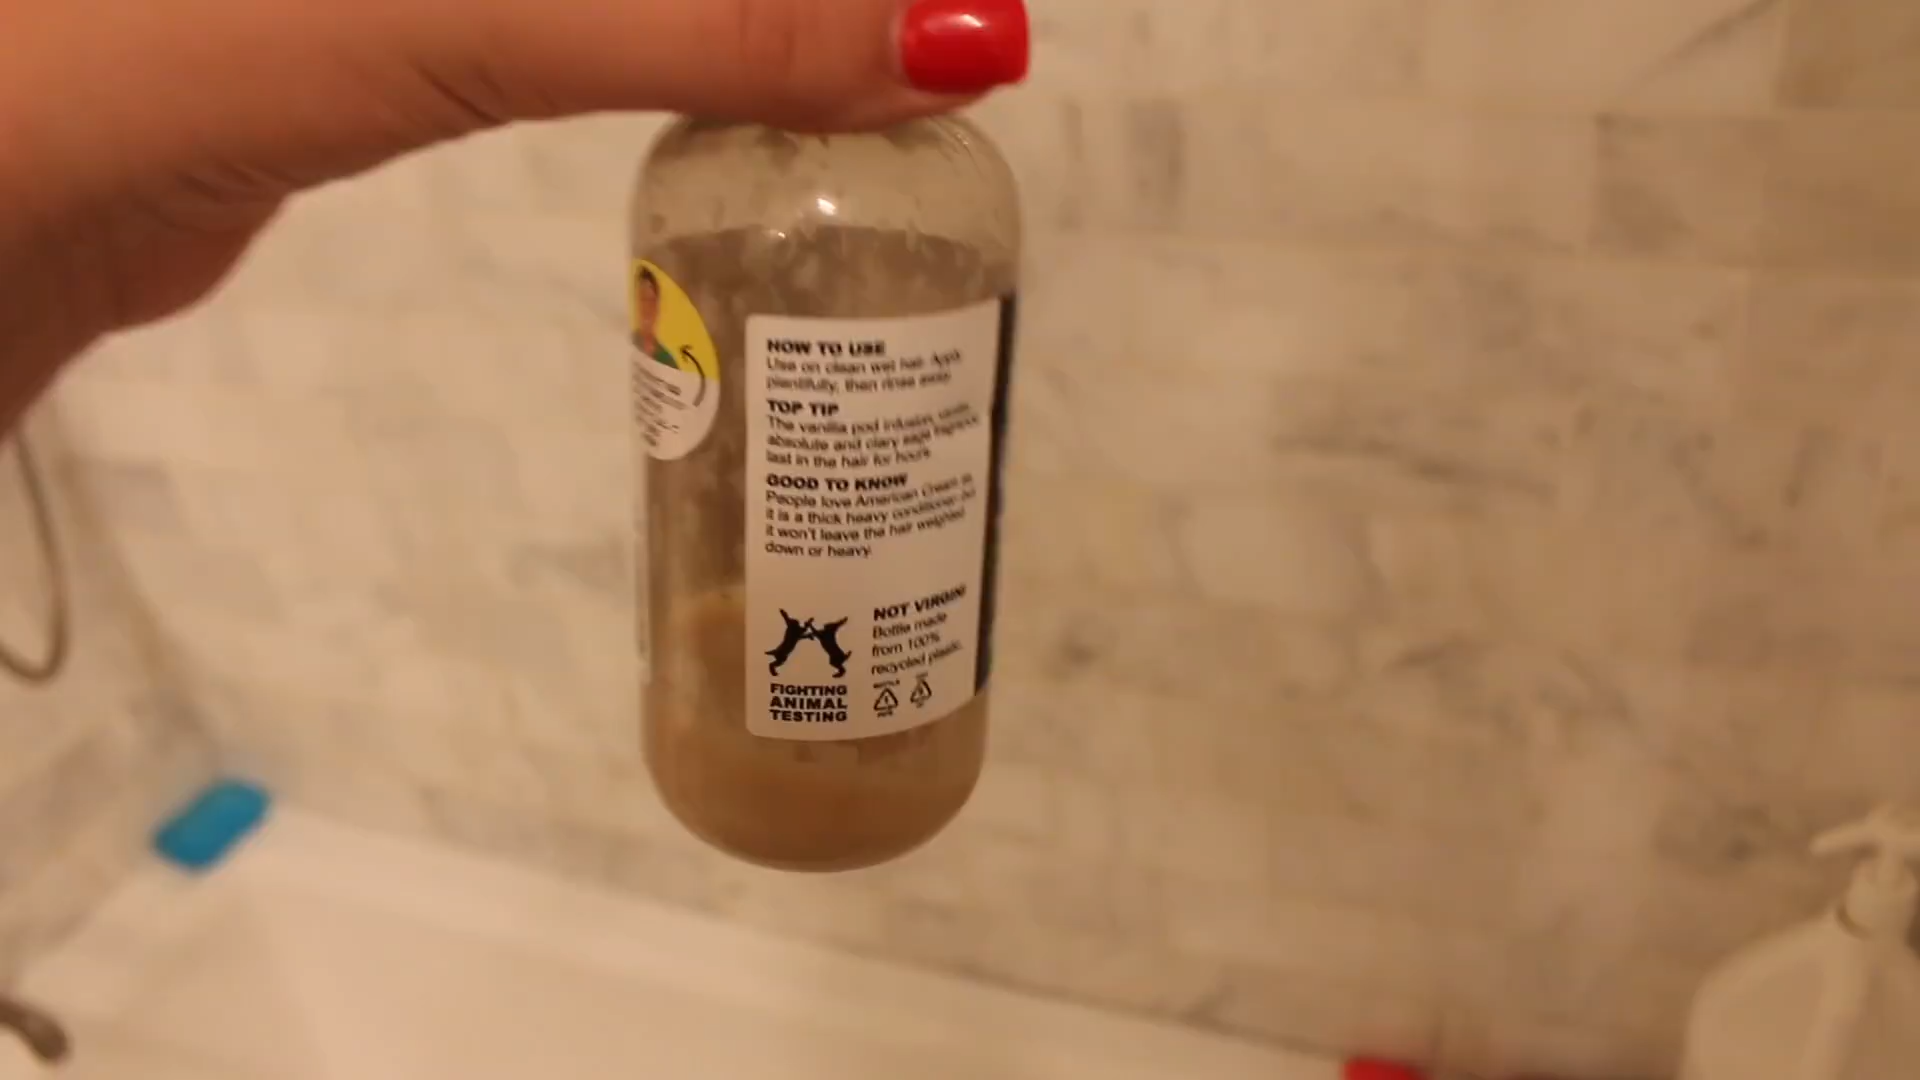 HOW TO USE
Use on clean wet hair. Apply
plentifully, then rinse away.
TOP TIP
The vanilla pod infusion, vanilla
absolute and clary sage fragrance
last in the hair for hours.
GOOD TO KNOW
People love American Cream as
it is a thick heavy conditioner but
it won't leave the hair weighed
down or heavy.
FIGHTING
ANIMAL
TESTING
NOT VIRGIN!
Bottle made
from 100%
recycled plastic.